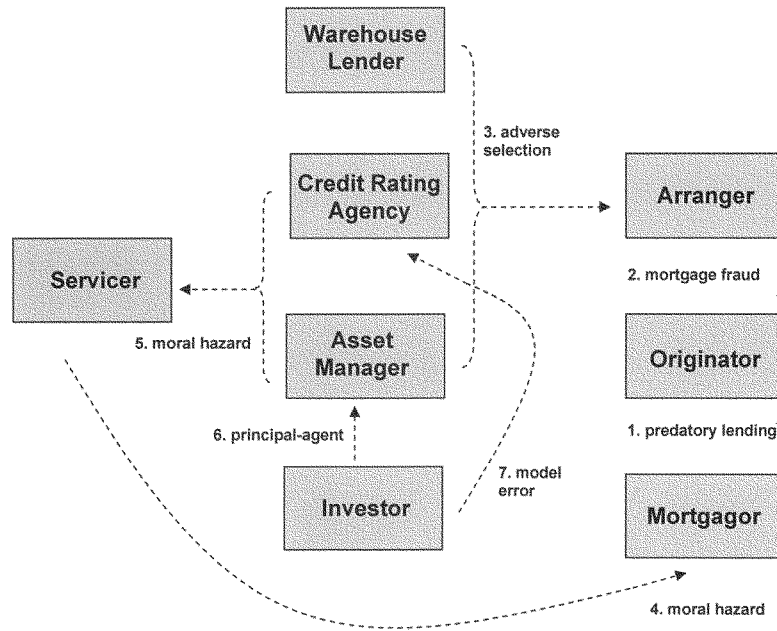 Warehouse
Lender
3. adverse
selection
Credit Rating
Agency
Arranger
Servicer
2. mortgage fraud
5. moral hazard
Asset
Manager
Originator
6. principal-agent
1. predatory lending
7. model
error
Investor
Mortgagor
4. moral hazard